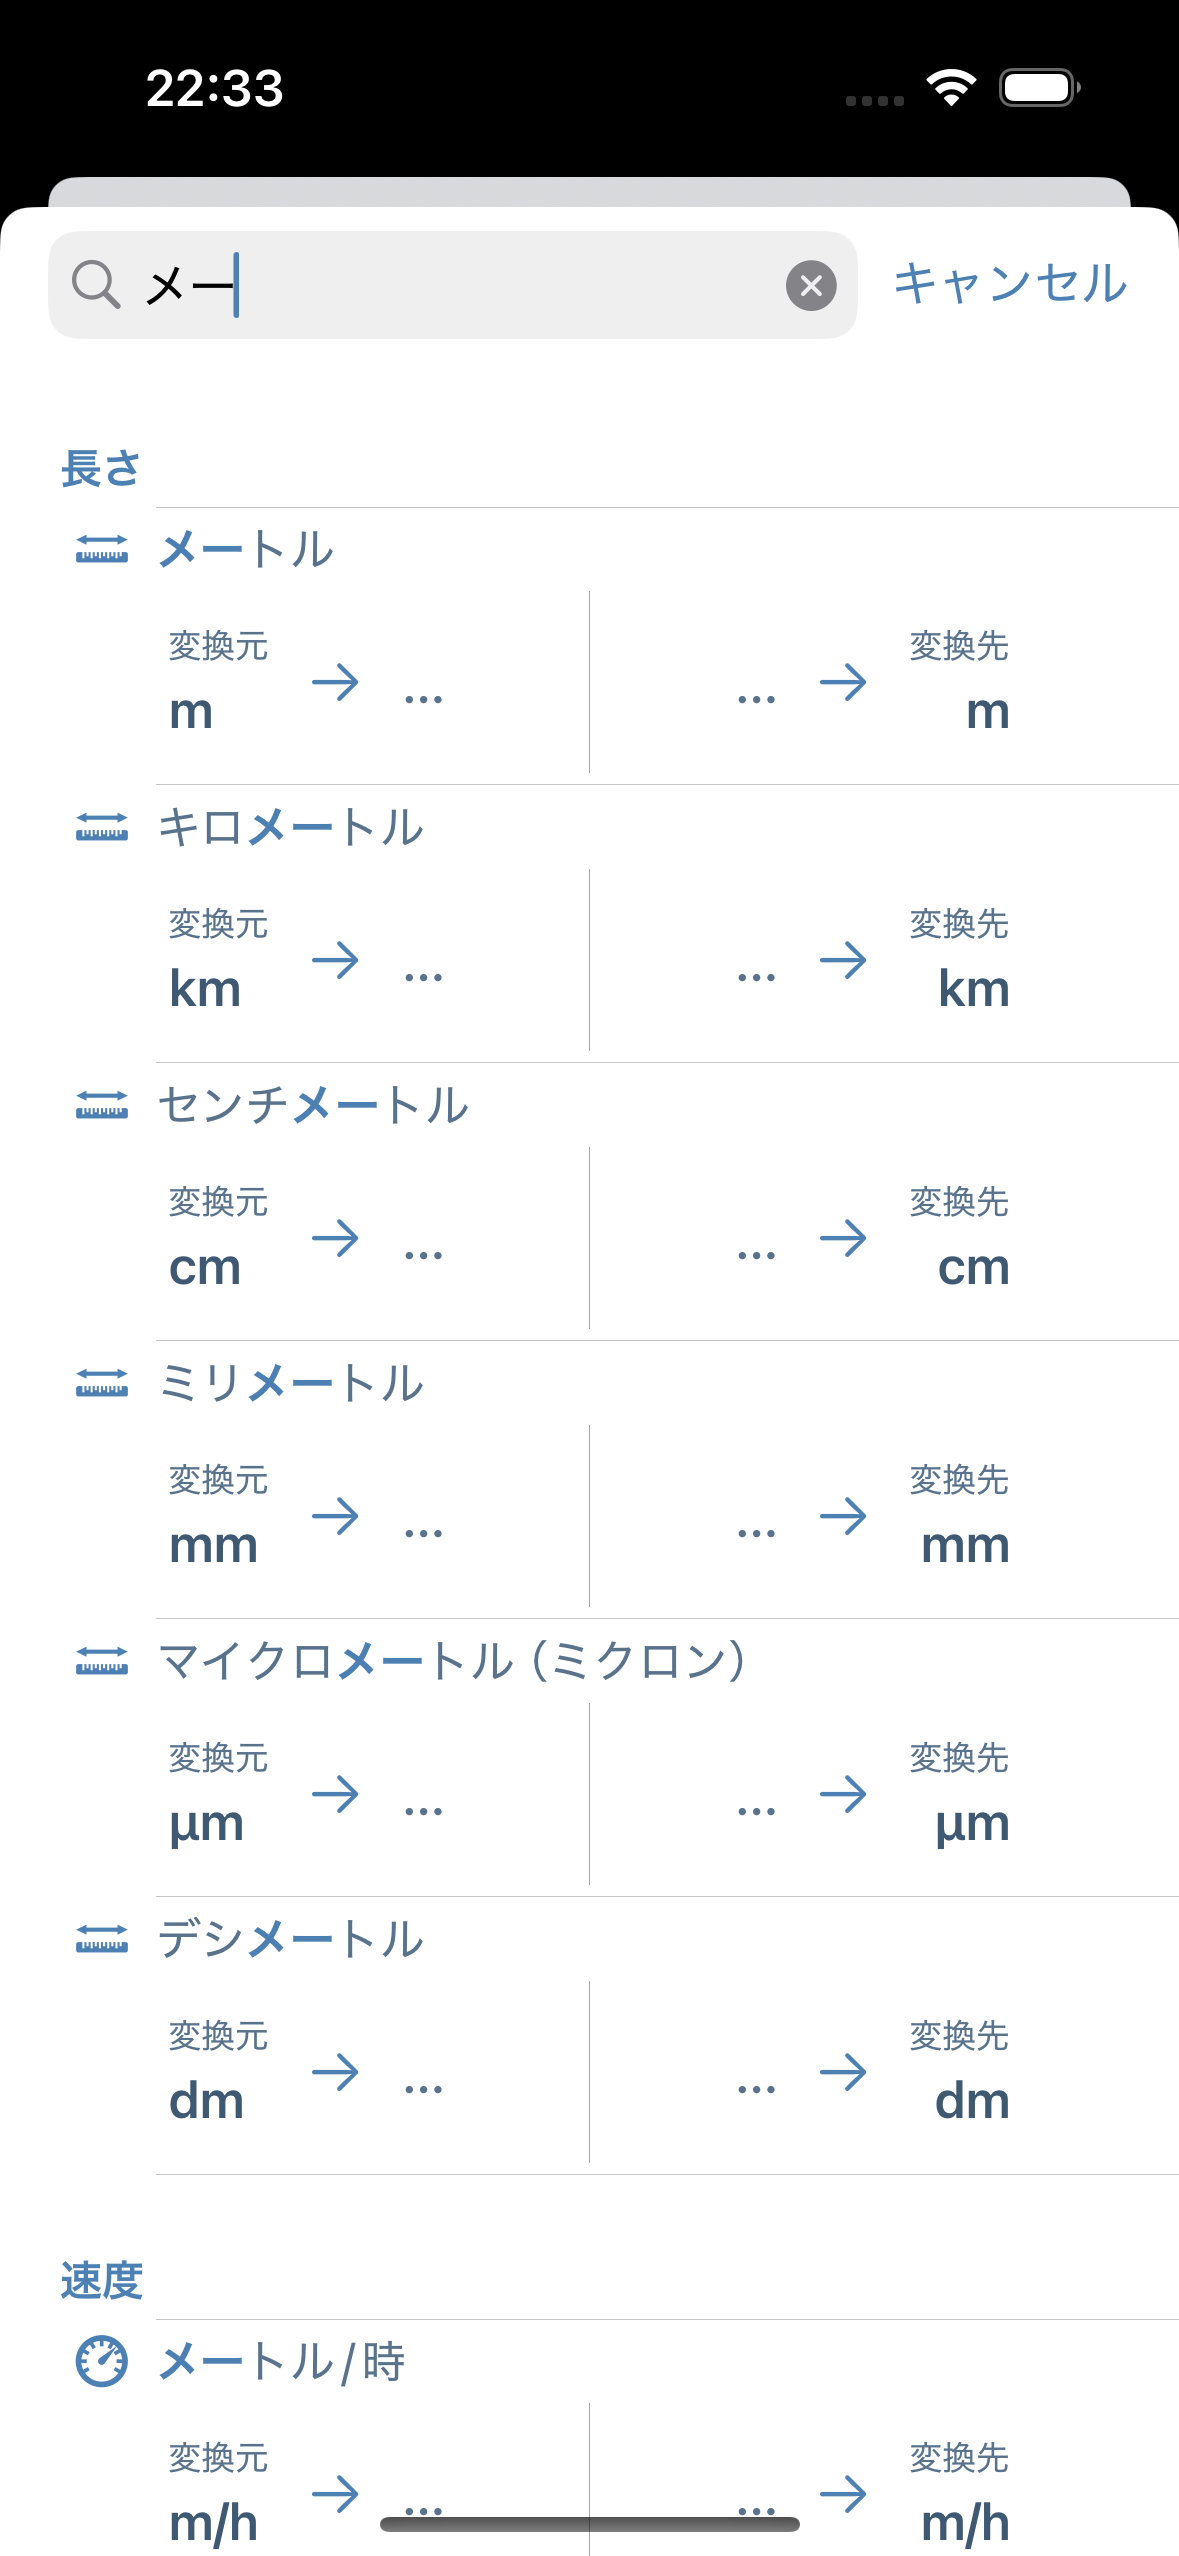 22:33
メー
キャンセル
長さ
メートル
変換元 変換先
m → ... ... → m
キロメートル
変換元 変換先
km → ... ... → km
センチメートル
変換元 変換先
cm → ... ... → cm
ミリメートル
変換元 変換先
mm → ... ... → mm
マイクロメートル（ミクロン）
変換元 変換先
μm → ... ... → μm
デシメートル
変換元 変換先
dm → ... ... → dm
速度
メートル/時
変換元 変換先
m/h → ... ... → m/h